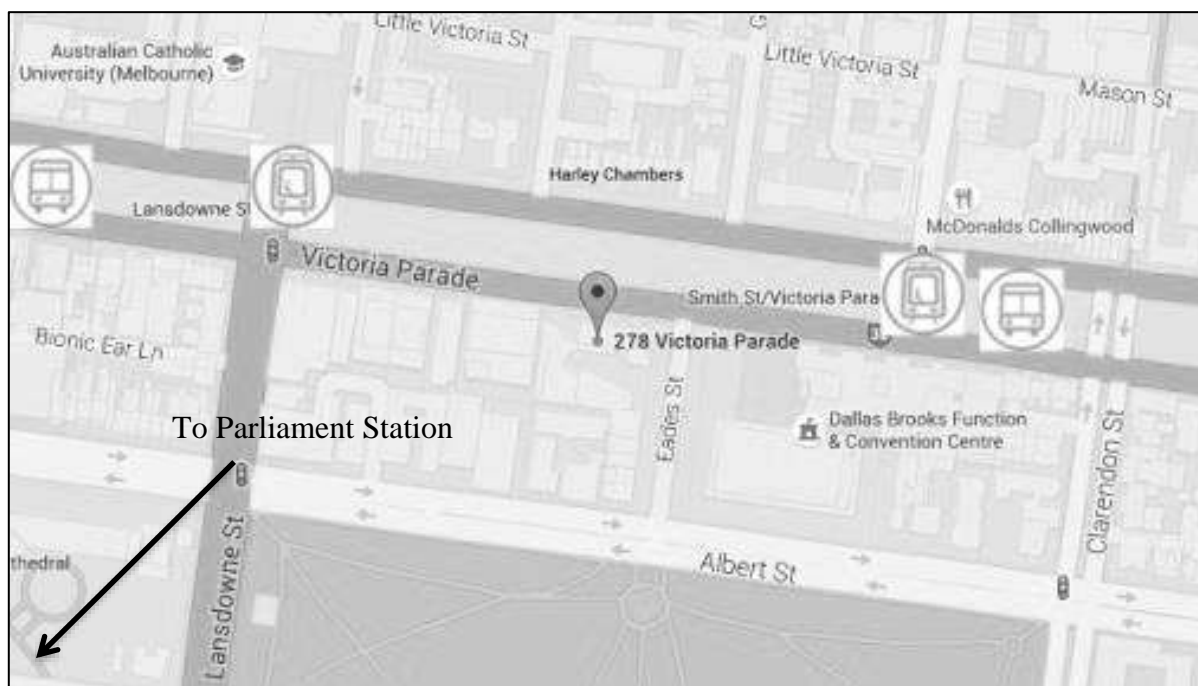 Little Victoria St
Australian Catholic
University (Melbourne)
Little Victoria St
Mason St
Harley Chambers
Lansdowne S
McDonalds Collingwood
Victoria Parade
Smith St/Victoria Para
278 Victoria Parade
Bionic Ear Ln
To Parliament Station
Eades St
Dallas Brooks Function
& Convention Centre
Clarendon St
Lansdowne St
Albert St
thedral